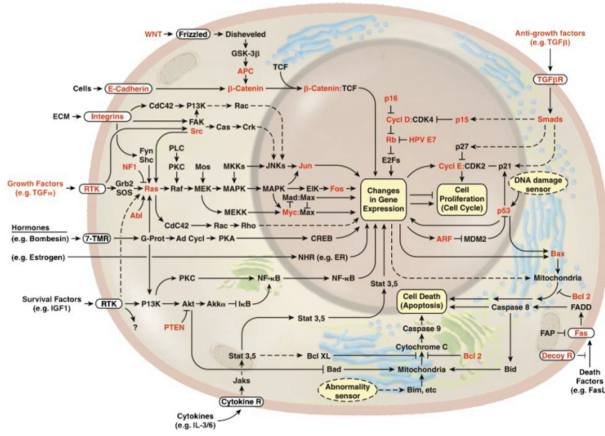 WNT
Frizzled
Disheveled
GSK-3β
APC
TCF
Cells
E-Cadherin
β-Catenin
β-Catenin:TCF
ECM
Integrins
CdC42
P13K
Rac
FAK
Src
Cas
Crk
Fyn
Shc
NF1
PLC
PKC
Mos
MKKs
JNKs
Jun
Growth Factors
(e.g. TGFα)
RTK
Grb2
SOS
Ras
Raf
MEK
MAPK
MAPK
EIK
Fos
Abl
MEKK
Mad:Max
Myc:Max
CdC42
Rac
Rho
Hormones
(e.g. Bombesin)
7-TMR
G-Prot
Ad Cycl
PKA
CREB
(e.g. Estrogen)
NHR (e.g. ER)
PKC
NF-κB
NF-κB
Survival Factors
(e.g. IGF1)
RTK
P13K
Akt
Akkα
IκB
?
PTEN
Stat 3,5
Stat 3,5
Stat 3,5
Bcl XL
Bad
Jaks
Cytokine R
Cytokines
(e.g. IL-3/6)
Changes
in Gene
Expression
Anti-growth factors
(e.g. TGFβ)
TGFβR
Smads
p16
Cycl D:CDK4
p15
Rb
HPV E7
E2Fs
p27
Cycl E:CDK2
p21
Cell
Proliferation
(Cell Cycle)
DNA damage
sensor
p53
ARF
MDM2
Bax
Mitochondria
Bcl 2
Cell Death
(Apoptosis)
Caspase 8
FADD
Caspase 9
FAP
Fas
Cytochrome C
Bcl 2
Decoy R
Mitochondria
Bid
Death
Factors
(e.g. FasL
Abnormality
sensor
Bim, etc